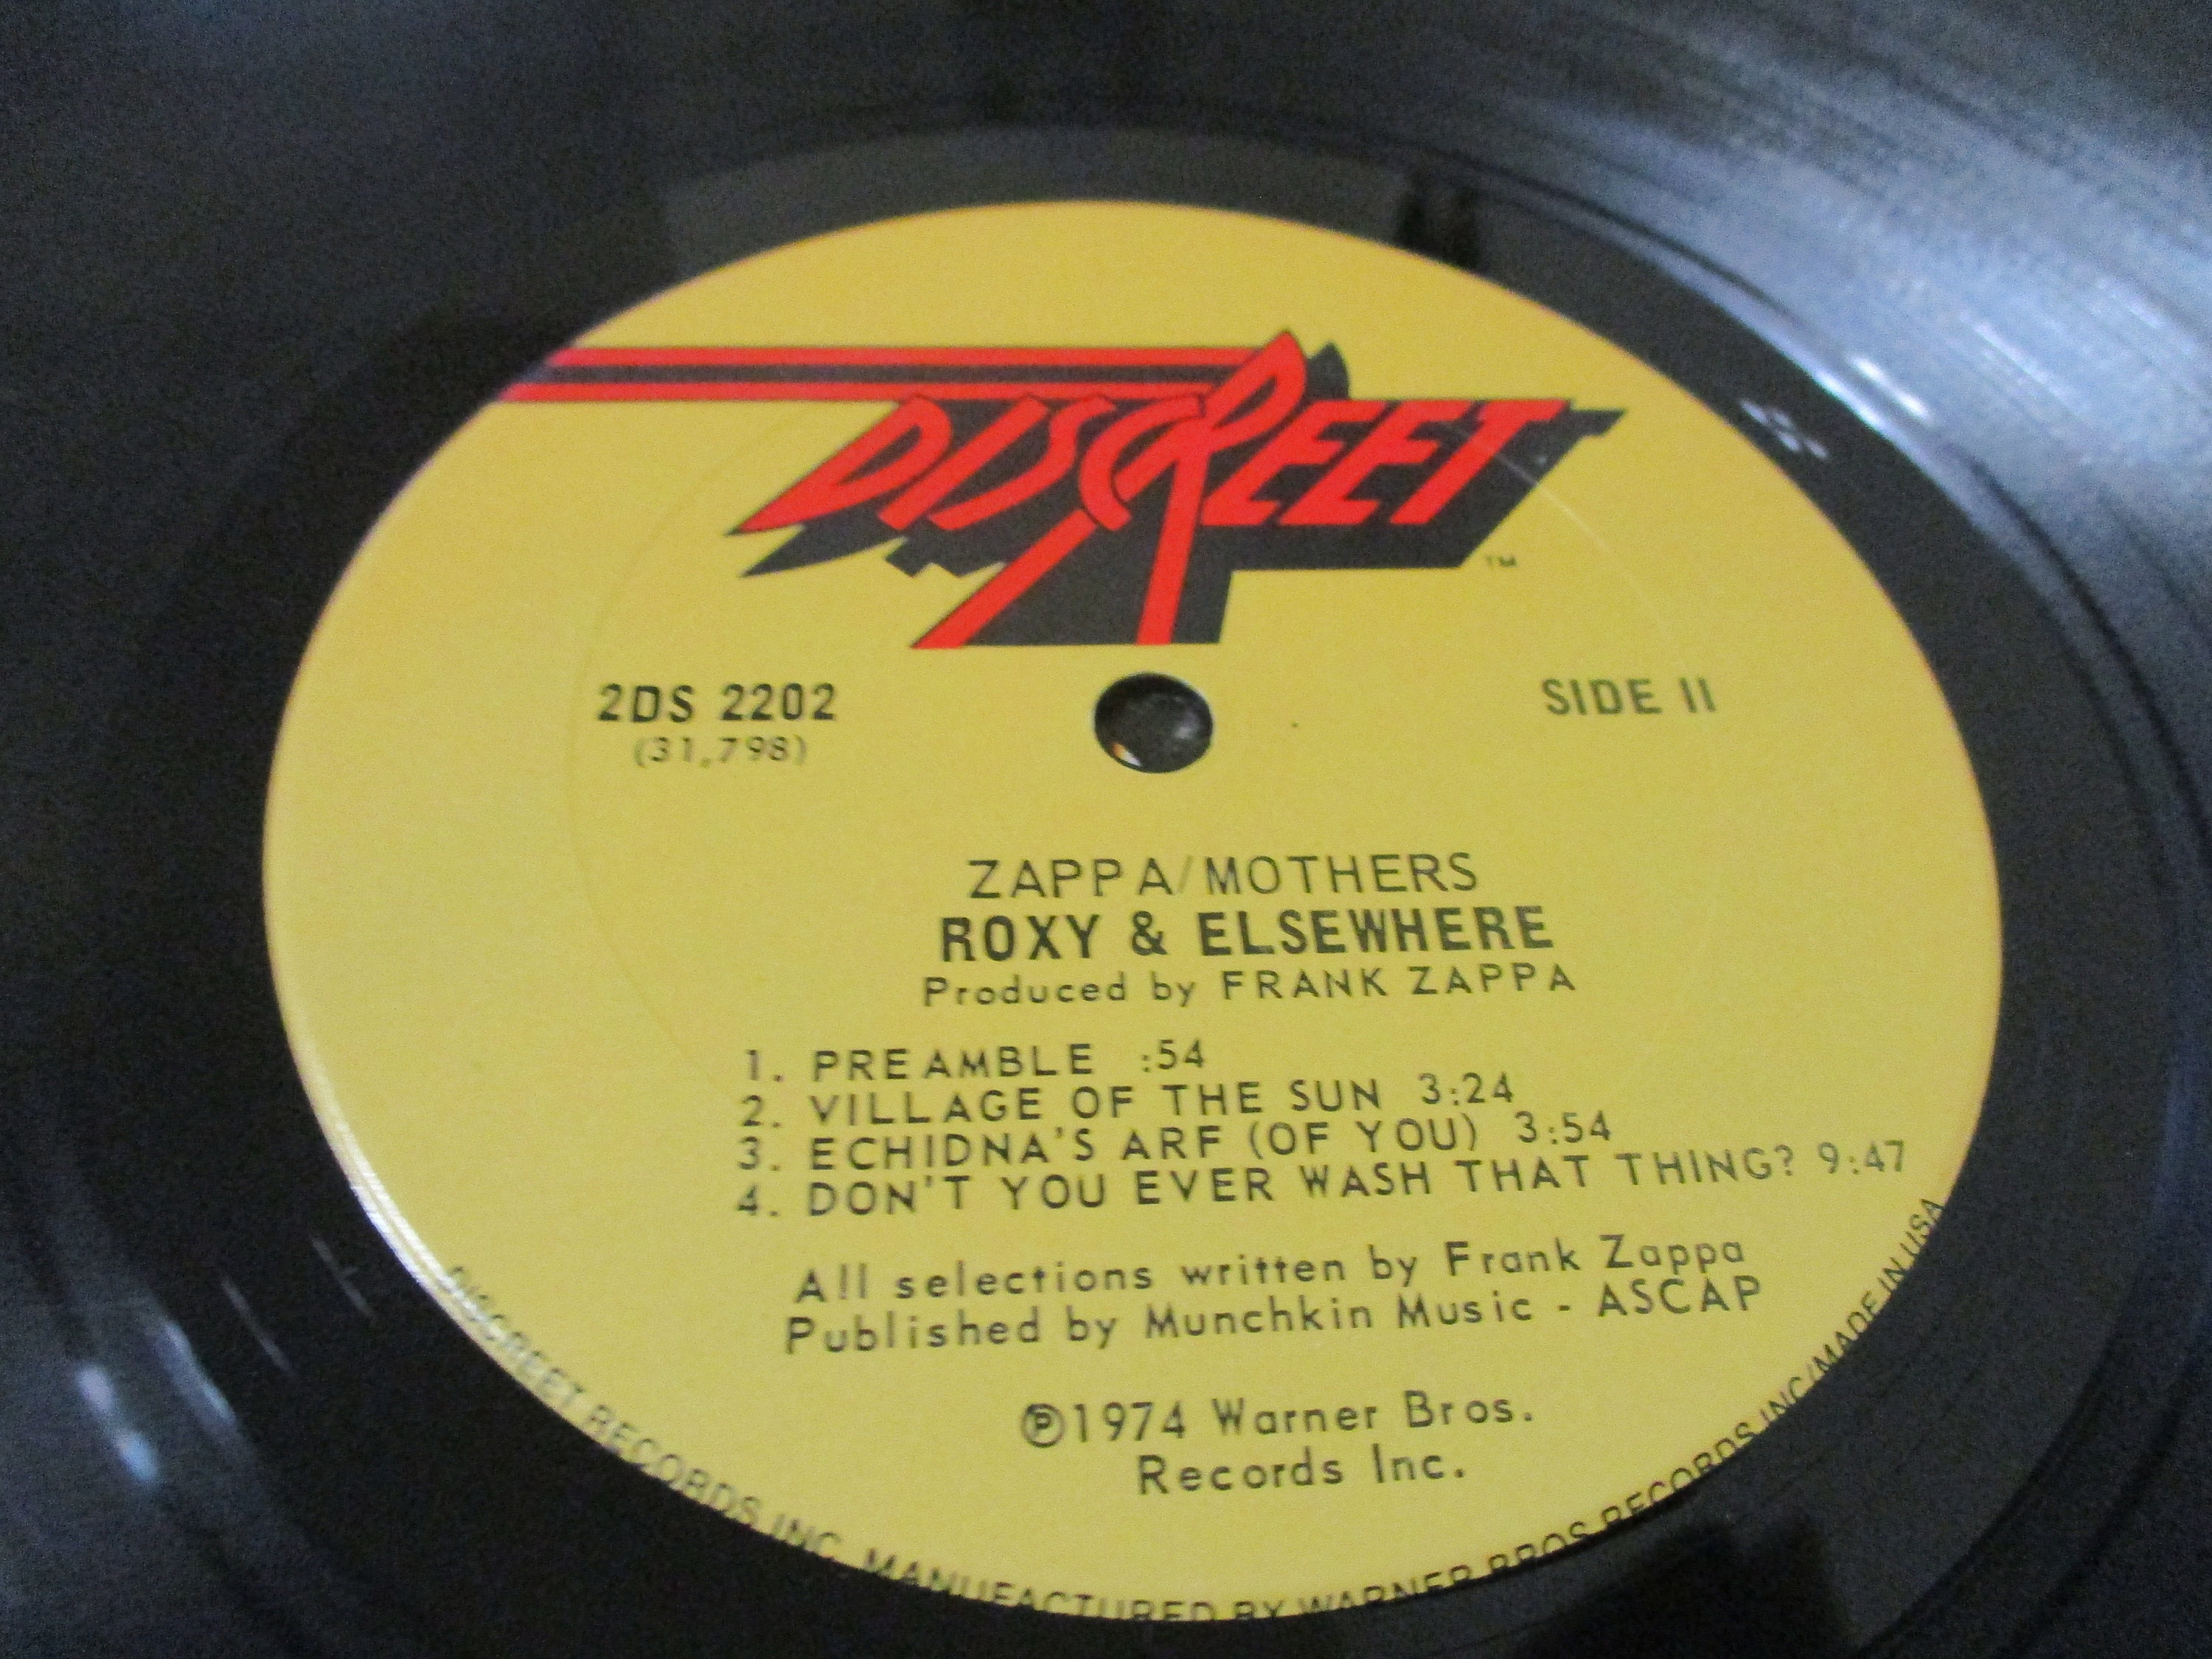 DISCREET
TM
2DS 2202
(31,798)
SIDE II
ZAPPA/MOTHERS
ROXY & ELSEWHERE
Produced by FRANK ZAPPA
1. PREAMBLE :54
2. VILLAGE OF THE SUN 3:24
3. ECHIDNA'S ARF (OF YOU) 3:54
4. DON'T YOU EVER WASH THAT THING? 9:47
All selections written by Frank Zappa
Published by Munchkin Music - ASCAP
℗1974 Warner Bros.
Records Inc.
DISCREET RECORDS INC. MANUFACTURED BY WARNER BROS RECORDS INC/MADE IN USA